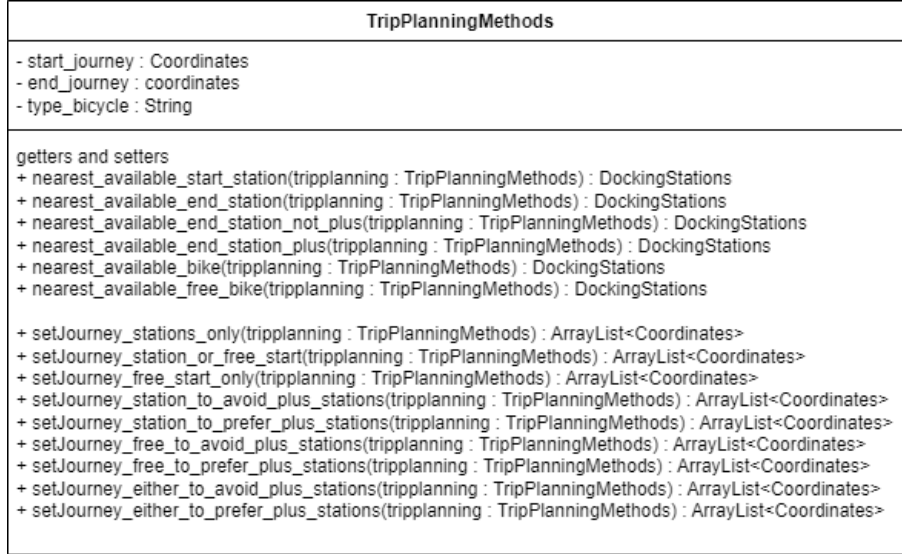 TripPlanningMethods
- start_journey : Coordinates
- end_journey : coordinates
- type_bicycle : String
getters and setters
+ nearest_available_start_station(tripplanning : TripPlanningMethods) : DockingStations
+ nearest_available_end_station(tripplanning : TripPlanningMethods) : DockingStations
+ nearest_available_end_station_not_plus(tripplanning : TripPlanningMethods) : DockingStations
+ nearest_available_end_station_plus(tripplanning : TripPlanningMethods) : DockingStations
+ nearest_available_bike(tripplanning : TripPlanningMethods) : DockingStations
+ nearest_available_free_bike(tripplanning : TripPlanningMethods) : DockingStations
+ setJourney_stations_only(tripplanning : TripPlanningMethods) : ArrayList<Coordinates>
+ setJourney_station_or_free_start(tripplanning : TripPlanningMethods) : ArrayList<Coordinates>
+ setJourney_free_start_only(tripplanning : TripPlanningMethods) : ArrayList<Coordinates>
+ setJourney_station_to_avoid_plus_stations(tripplanning : TripPlanningMethods) : ArrayList<Coordinates>
+ setJourney_station_to_prefer_plus_stations(tripplanning : TripPlanningMethods) : ArrayList<Coordinates>
+ setJourney_free_to_avoid_plus_stations(tripplanning : TripPlanningMethods) : ArrayList<Coordinates>
+ setJourney_free_to_prefer_plus_stations(tripplanning : TripPlanningMethods) : ArrayList<Coordinates>
+ setJourney_either_to_avoid_plus_stations(tripplanning : TripPlanningMethods) : ArrayList<Coordinates>
+ setJourney_either_to_prefer_plus_stations(tripplanning : TripPlanningMethods) : ArrayList<Coordinates>